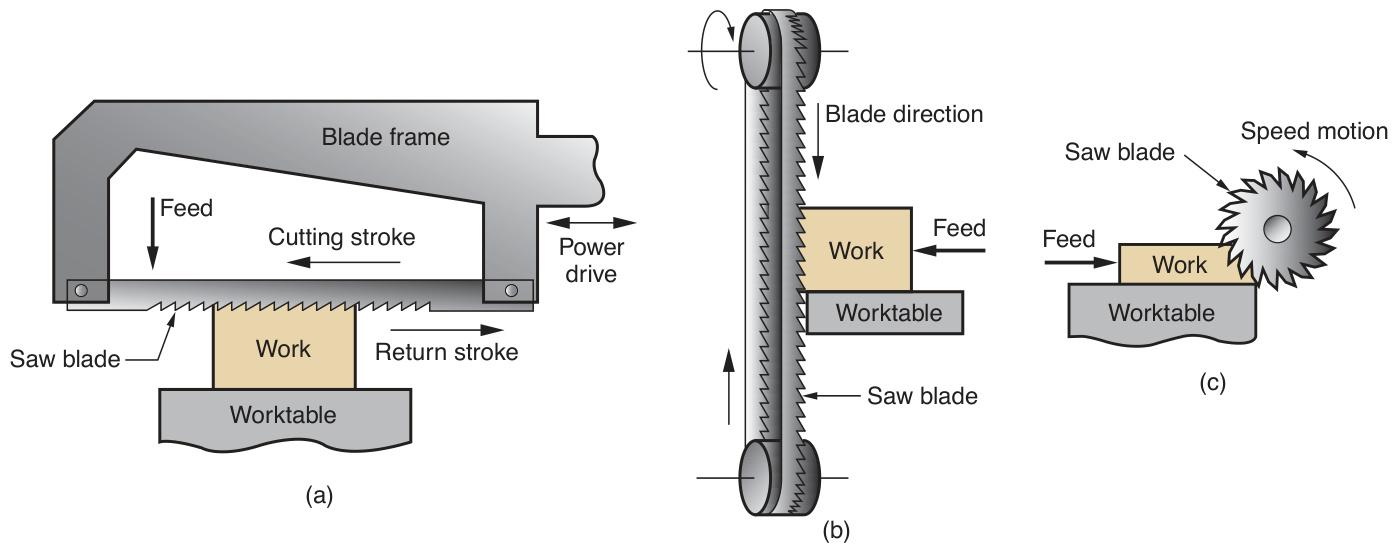 Blade frame
Feed
Cutting stroke
Power
drive
Saw blade
Work
Return stroke
Worktable
(a)
Blade direction
Feed
Work
Worktable
Saw blade
(b)
Speed motion
Saw blade
Feed
Work
Worktable
(c)